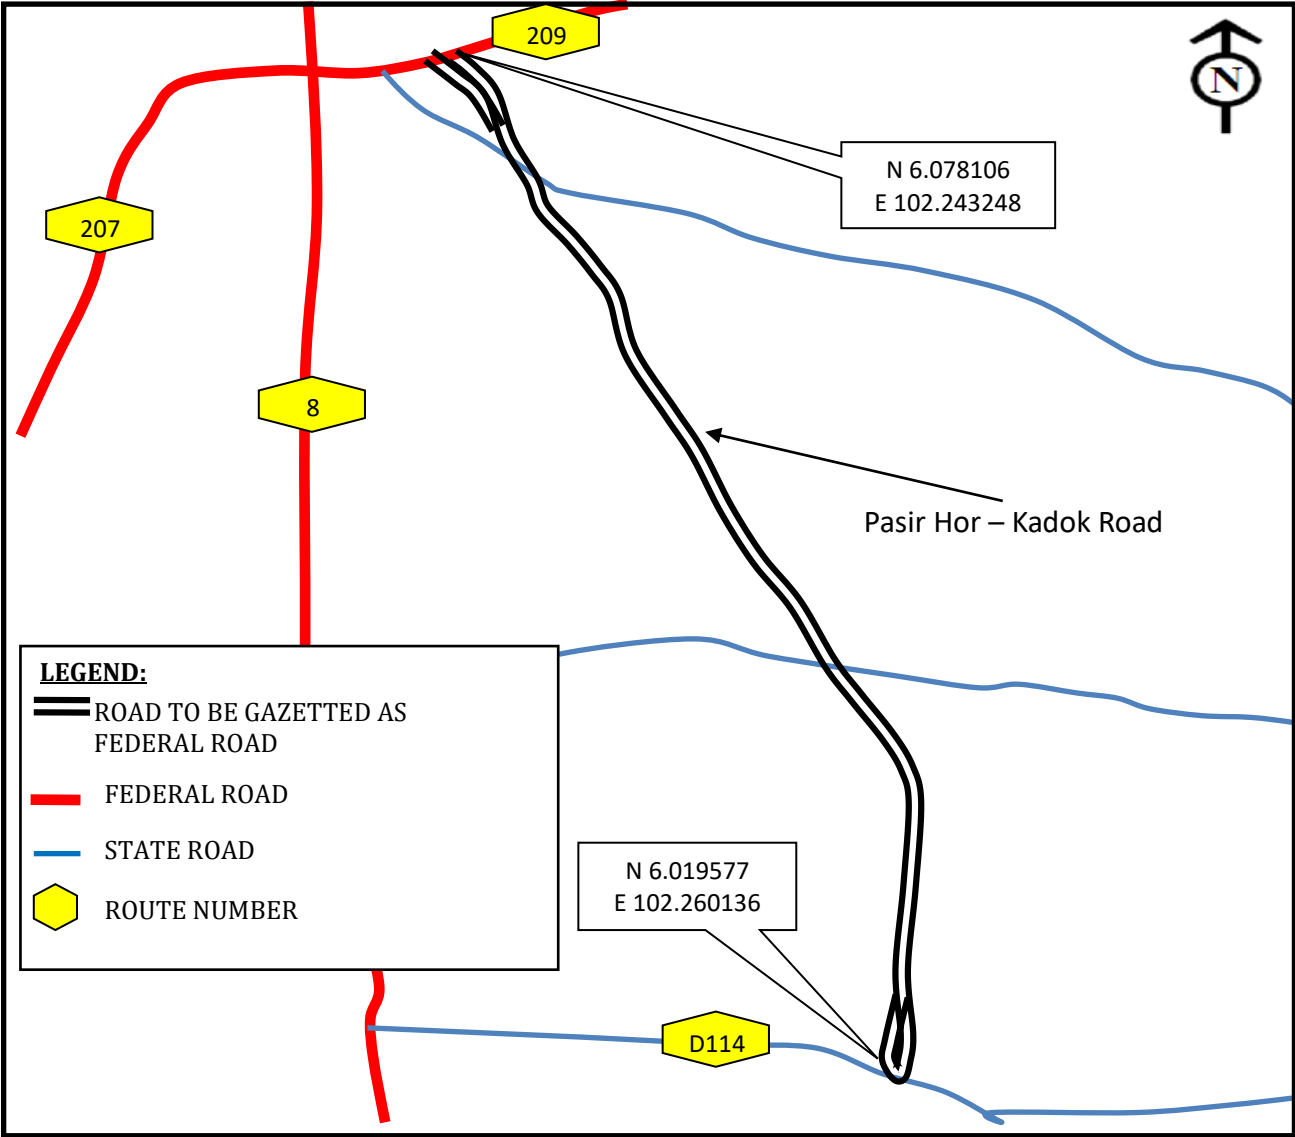 209
N
N 6.078106
E 102.243248
207
8
Pasir Hor – Kadok Road
LEGEND:
ROAD TO BE GAZETTED AS
FEDERAL ROAD
FEDERAL ROAD
STATE ROAD
ROUTE NUMBER
N 6.019577
E 102.260136
D114